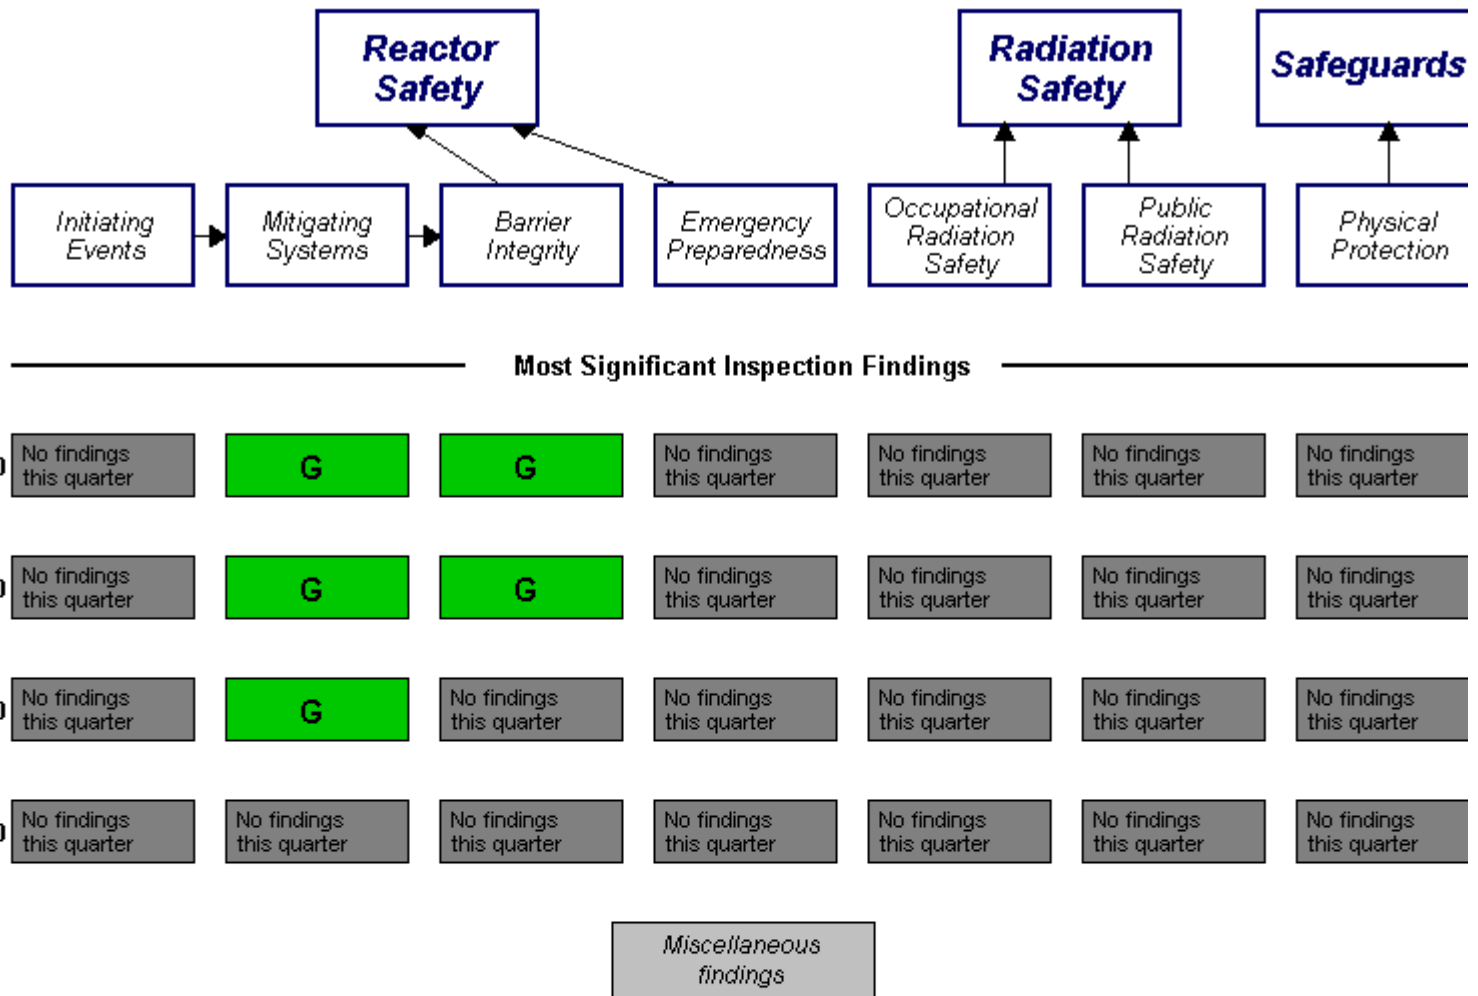 Reactor
Safety
Radiation
Safety
Safeguards
Initiating
Events
Mitigating
Systems
Barrier
Integrity
Emergency
Preparedness
Occupational
Radiation
Safety
Public
Radiation
Safety
Physical
Protection
Most Significant Inspection Findings
No findings
this quarter
G
G
No findings
this quarter
No findings
this quarter
No findings
this quarter
No findings
this quarter
No findings
this quarter
G
G
No findings
this quarter
No findings
this quarter
No findings
this quarter
No findings
this quarter
No findings
this quarter
G
No findings
this quarter
No findings
this quarter
No findings
this quarter
No findings
this quarter
No findings
this quarter
No findings
this quarter
No findings
this quarter
No findings
this quarter
No findings
this quarter
No findings
this quarter
No findings
this quarter
No findings
this quarter
Miscellaneous
findings